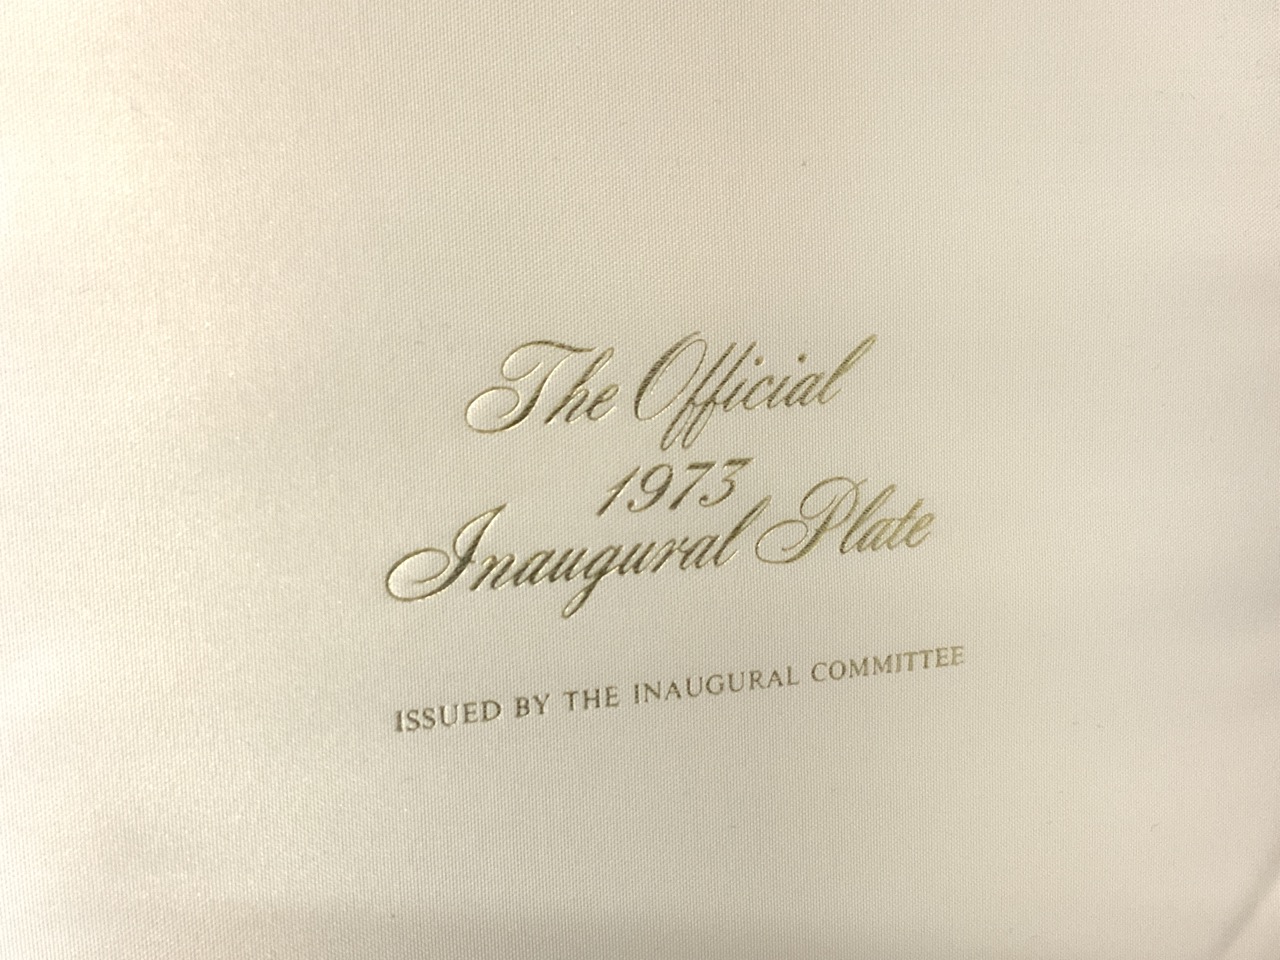 The Official
1973
Inaugural Plate
ISSUED BY THE INAUGURAL COMMITTEE